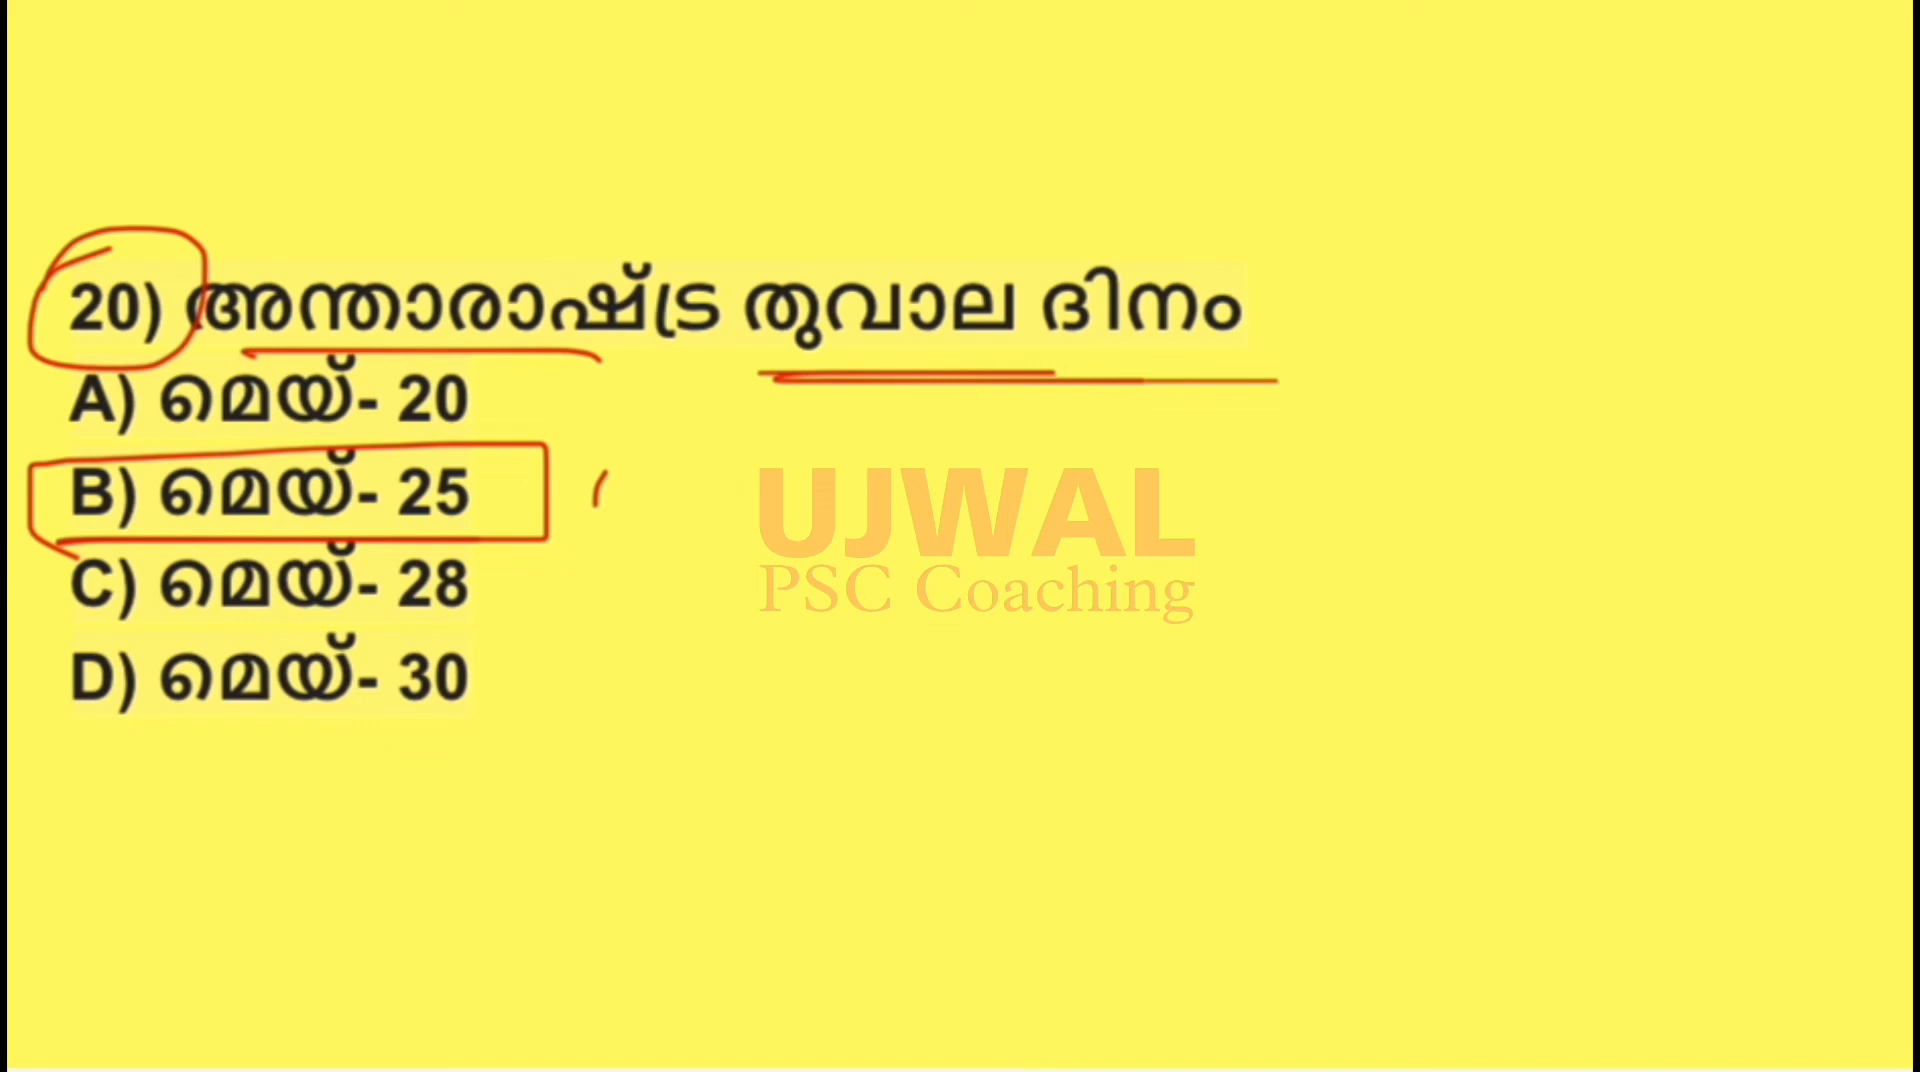 20) അന്താരാഷ്ട്ര തുവാല ദിനം
A) മെയ്- 20
B) മെയ്- 25
C) മെയ്- 28
D) മെയ്- 30
UJWAL
PSC Coaching